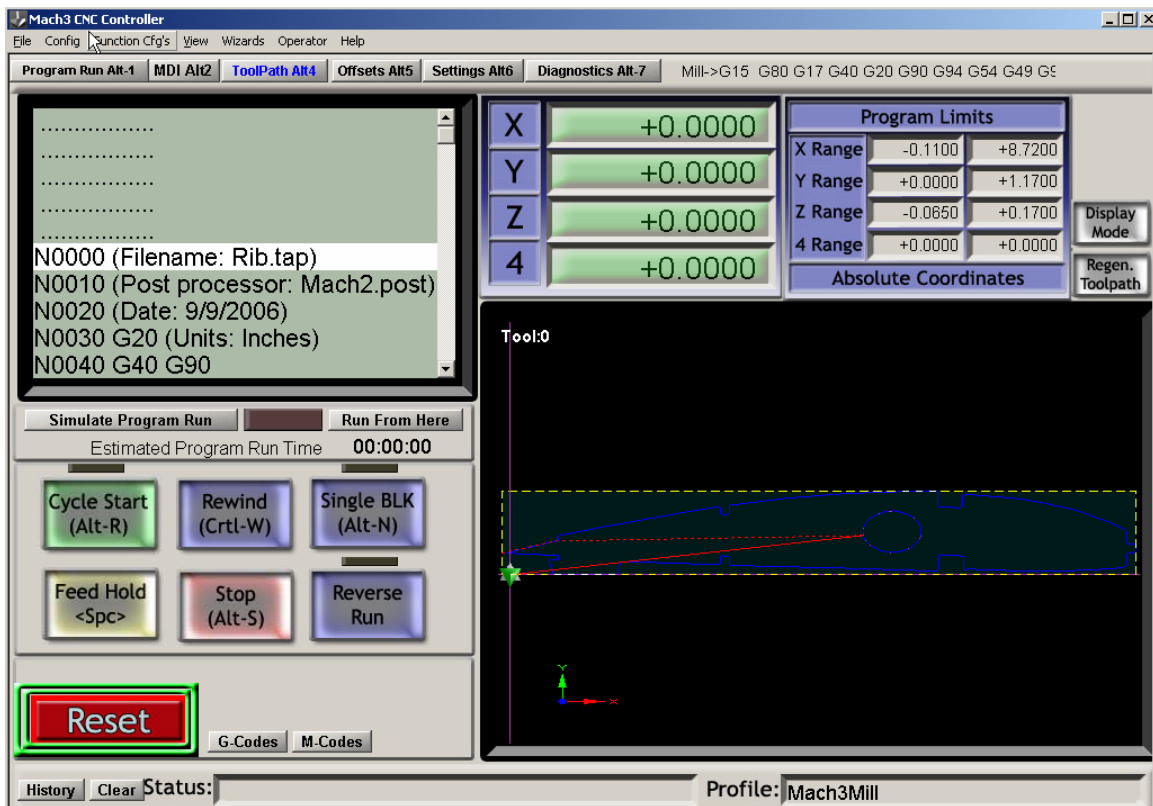 Mach3 CNC Controller
File Config Function Cfg's View Wizards Operator Help
Program Run Alt-1 MDI Alt2 ToolPath Alt4 Offsets Alt5 Settings Alt6 Diagnostics Alt-7 Mill->G15 G80 G17 G40 G20 G90 G94 G54 G49
.................
.................
.................
.................
.................
N0000 (Filename: Rib.tap)
N0010 (Post processor: Mach2.post)
N0020 (Date: 9/9/2006)
N0030 G20 (Units: Inches)
N0040 G40 G90
X +0.0000
Y +0.0000
Z +0.0000
4 +0.0000
Program Limits
X Range -0.1100 +8.7200
Y Range +0.0000 +1.1700
Z Range -0.0650 +0.1700
4 Range +0.0000 +0.0000
Absolute Coordinates
Display
Mode
Regen.
Toolpath
Tool:0
Y
X
Simulate Program Run Run From Here
Estimated Program Run Time 00:00:00
Cycle Start
(Alt-R)
Rewind
(Crtl-W)
Single BLK
(Alt-N)
Feed Hold
<Spc>
Stop
(Alt-S)
Reverse
Run
Reset
G-Codes M-Codes
History Clear Status: Profile: Mach3Mill